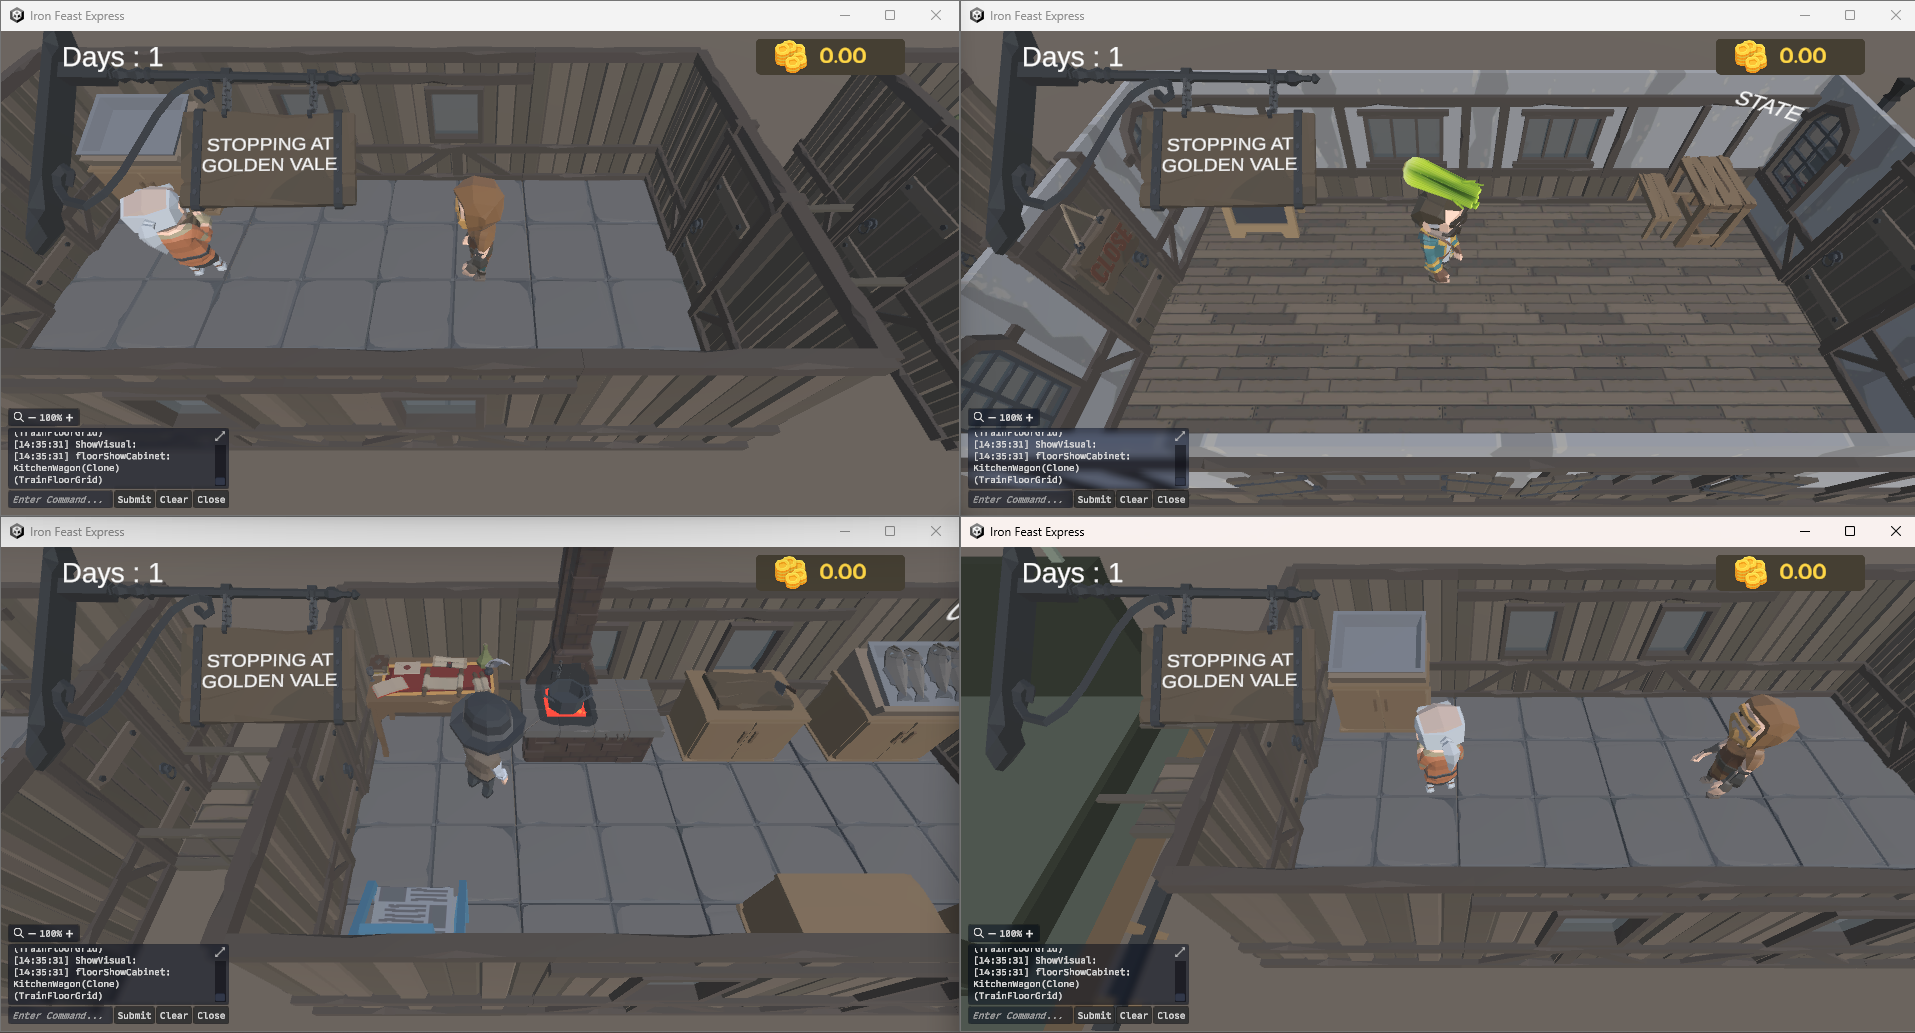 Iron Feast Express
Days : 1
0.00
STOPPING AT
GOLDEN VALE
100%
(TrainFloorGrid)
[14:35:31] ShowVisual:
[14:35:31] floorShowCabinet:
KitchenWagon(Clone)
(TrainFloorGrid)
Enter Command... Submit Clear Close
Iron Feast Express
Days : 1
0.00
STATE
STOPPING AT
GOLDEN VALE
CLOSE
100%
(TrainFloorGrid)
[14:35:31] ShowVisual:
[14:35:31] floorShowCabinet:
KitchenWagon(Clone)
(TrainFloorGrid)
Enter Command... Submit Clear Close
Iron Feast Express
Days : 1
0.00
STOPPING AT
GOLDEN VALE
100%
(TrainFloorGrid)
[14:35:31] ShowVisual:
[14:35:31] floorShowCabinet:
KitchenWagon(Clone)
(TrainFloorGrid)
Enter Command... Submit Clear Close
Iron Feast Express
Days : 1
0.00
STOPPING AT
GOLDEN VALE
100%
(TrainFloorGrid)
[14:35:31] ShowVisual:
[14:35:31] floorShowCabinet:
KitchenWagon(Clone)
(TrainFloorGrid)
Enter Command... Submit Clear Close